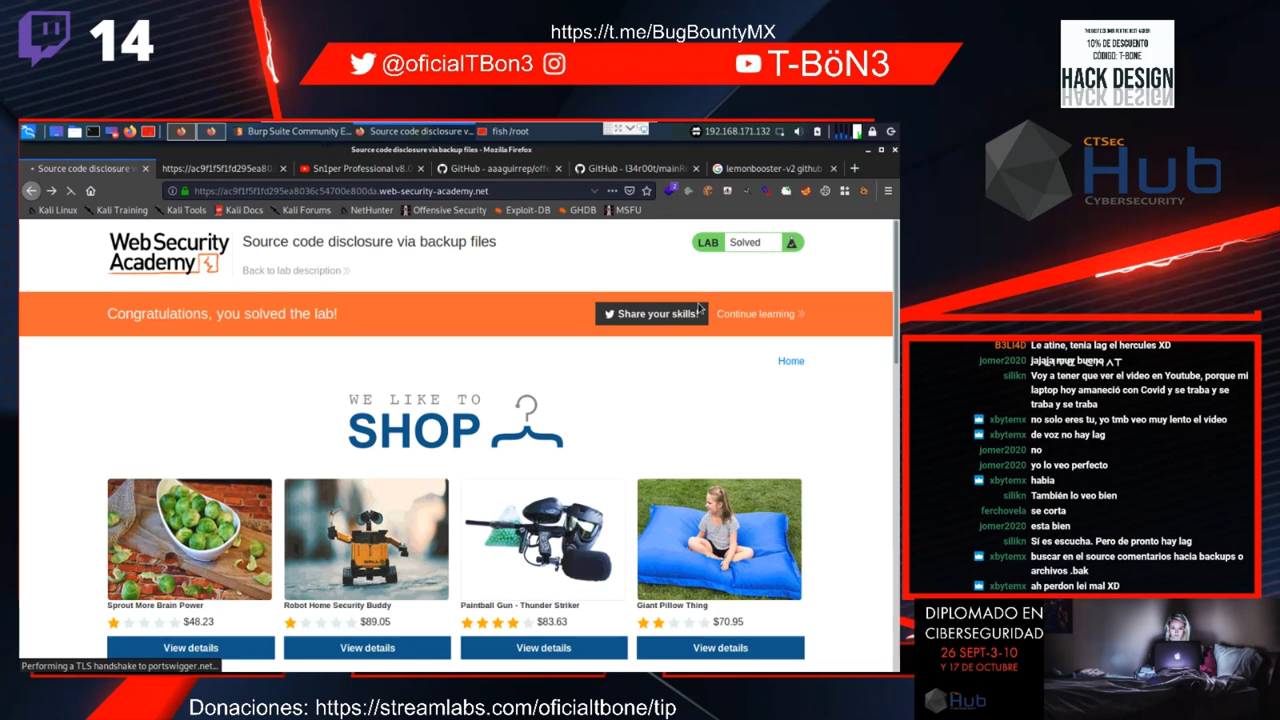 14
https://t.me/BugBountyMX
@oficialTBon3
T-BöN3
10% DE DESCUENTO
CÓDIGO: T-BONE
HACK DESIGN
CTSec
Hub
CYBERSECURITY
Burp Suite Community E...
Source code disclosure v...
fish /root
192.168.171.132
Source code disclosure via backup files - Mozilla Firefox
Source code disclosure v
https://ac9f1f5f1fd295ea80
Sn1per Professional v8.0
GitHub - aaaguirrep/offe
GitHub - l34r00t/mainRe
lemonbooster-v2 github
https://ac9f1f5f1fd295ea8036c54700e800da.web-security-academy.net
Kali Linux
Kali Training
Kali Tools
Kali Docs
Kali Forums
NetHunter
Offensive Security
Exploit-DB
GHDB
MSFU
Web Security
Academy
Source code disclosure via backup files
Back to lab description
LAB
Solved
Congratulations, you solved the lab!
Share your skills!
Continue learning
Home
WE LIKE TO
SHOP
Sprout More Brain Power
$48.23
View details
Robot Home Security Buddy
$89.05
View details
Paintball Gun - Thunder Striker
$83.63
View details
Giant Pillow Thing
$70.95
View details
Performing a TLS handshake to portswigger.net...
B3LI4D Le atine, tenia lag el hercules XD
jomer2020 jajaja muy bueno
silikn Voy a tener que ver el video en Youtube, porque mi
laptop hoy amaneció con Covid y se traba y se
traba y se traba
xbytemx no solo eres tu, yo tmb veo muy lento el video
xbytemx de voz no hay lag
jomer2020 no
jomer2020 yo lo veo perfecto
xbytemx habia
silikn También lo veo bien
ferchovela se corta
jomer2020 esta bien
silikn Sí es escucha. Pero de pronto hay lag
xbytemx buscar en el source comentarios hacia backups o
archivos .bak
xbytemx ah perdon lei mal XD
DIPLOMADO EN
CIBERSEGURIDAD
26 SEPT-3-10
Y 17 DE OCTUBRE
Hub
Donaciones: https://streamlabs.com/oficialtbone/tip